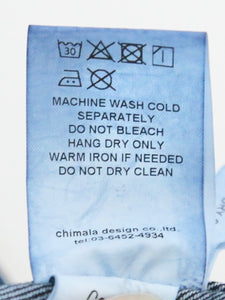 30
MACHINE WASH COLD
SEPARATELY
DO NOT BLEACH
HANG DRY ONLY
WARM IRON IF NEEDED
DO NOT DRY CLEAN
chimala design co.,ltd.
tel:03-6452-4934